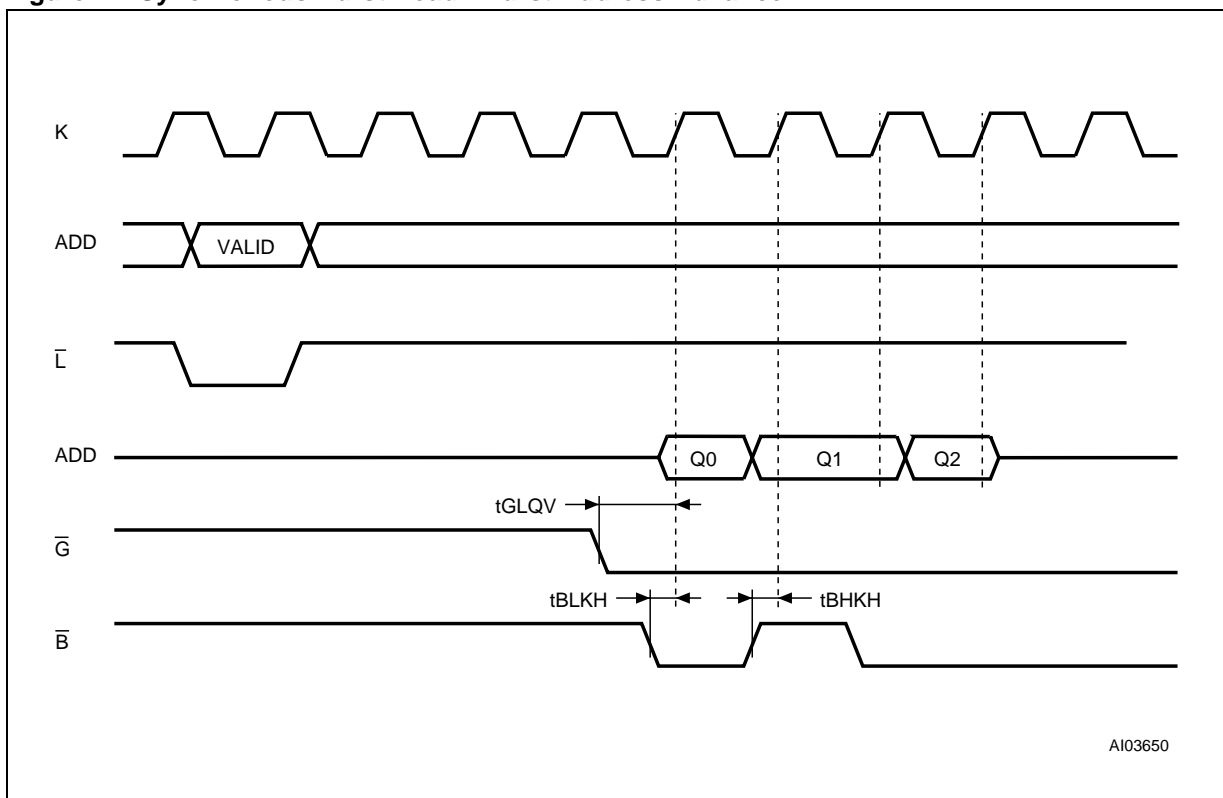 K
ADD
VALID
L̅
ADD
Q0 Q1 Q2
tGLQV
G̅
tBLKH tBHKH
B̅
AI03650